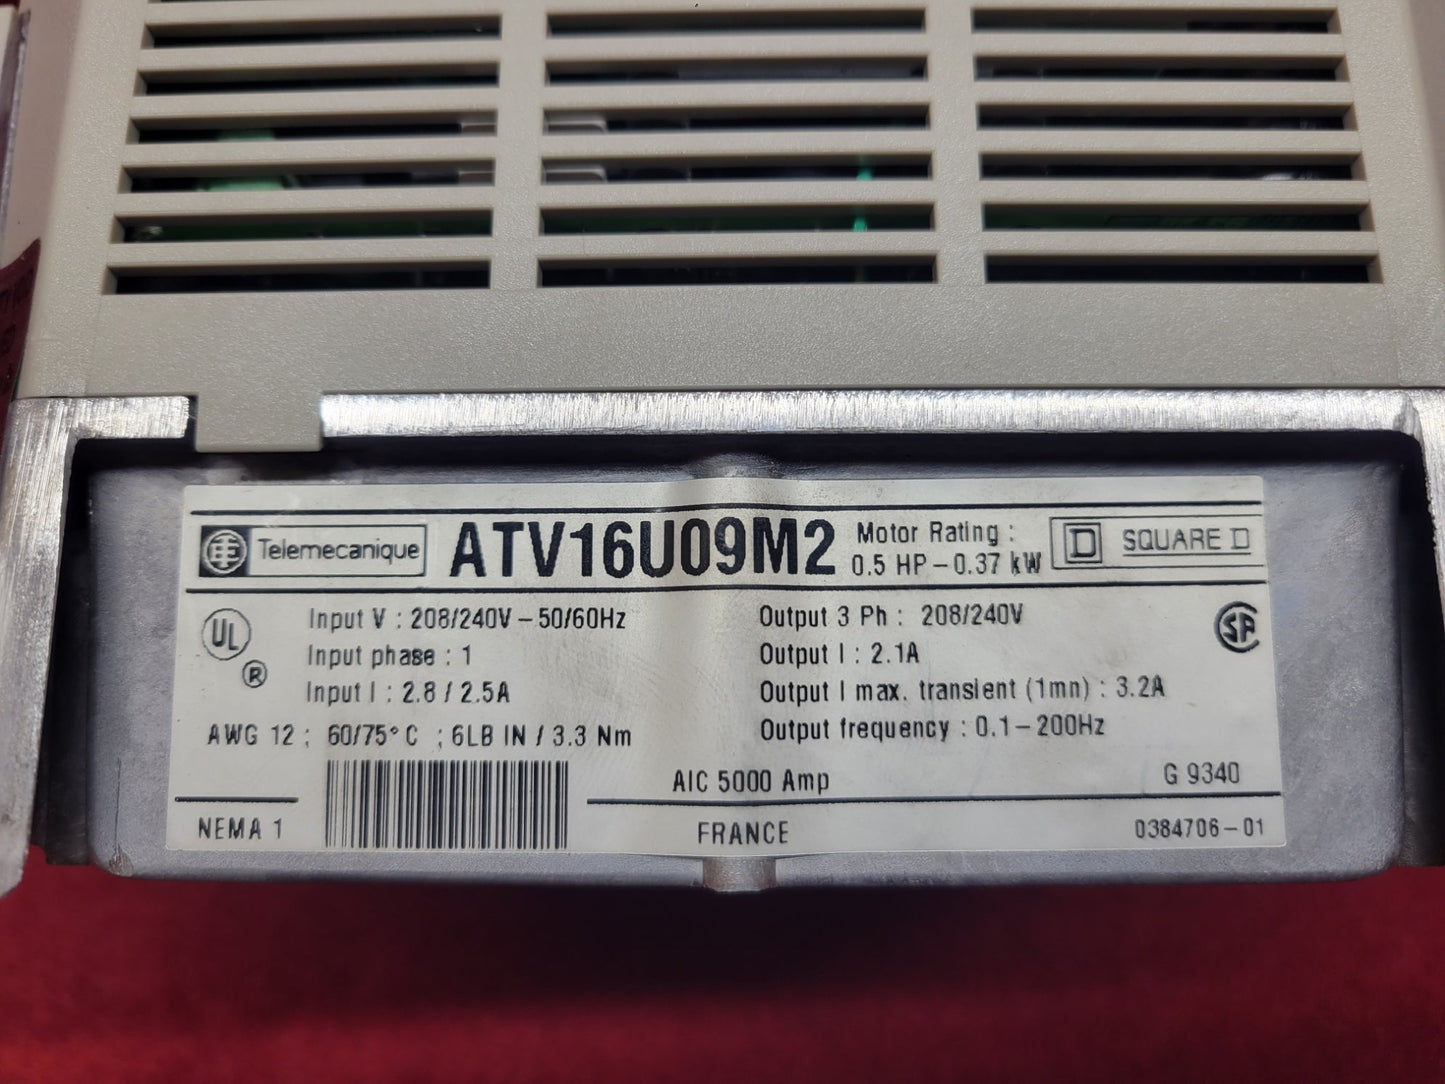 Telemecanique ATV16U09M2 Motor Rating : 0.5 HP – 0.37 kW D SQUARE D
UL ® Input V : 208/240V – 50/60Hz
Input phase : 1
Input I : 2.8 / 2.5A
AWG 12 ; 60/75° C ; 6LB IN / 3.3 Nm
Output 3 Ph : 208/240V
Output I : 2.1A
Output I max. transient (1mn) : 3.2A
Output frequency : 0.1 – 200Hz
SA
AIC 5000 Amp
G 9340
NEMA 1
FRANCE
0384706 – 01